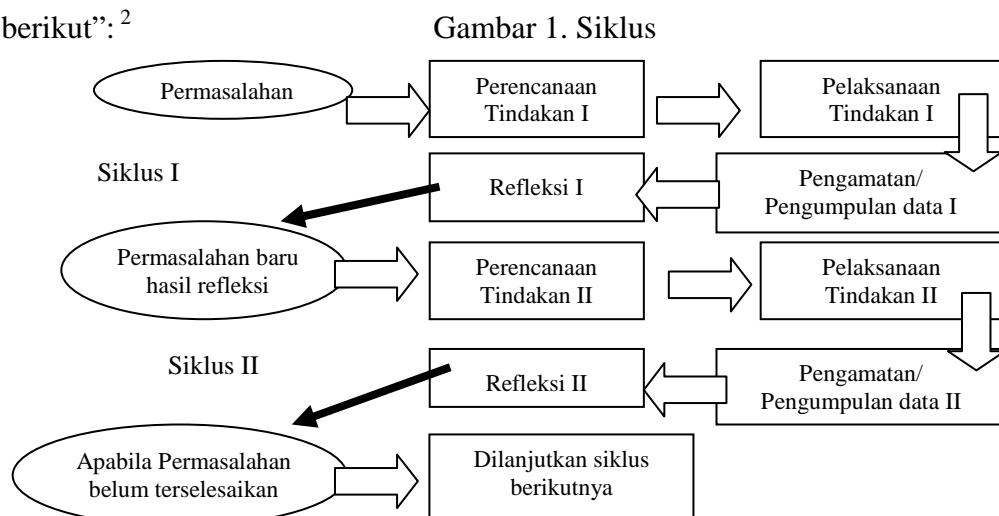 berikut": 2
Gambar 1. Siklus
Permasalahan
Perencanaan
Tindakan I
Pelaksanaan
Tindakan I
Siklus I
Refleksi I
Pengamatan/
Pengumpulan data I
Permasalahan baru
hasil refleksi
Perencanaan
Tindakan II
Pelaksanaan
Tindakan II
Siklus II
Refleksi II
Pengamatan/
Pengumpulan data II
Apabila Permasalahan
belum terselesaikan
Dilanjutkan siklus
berikutnya